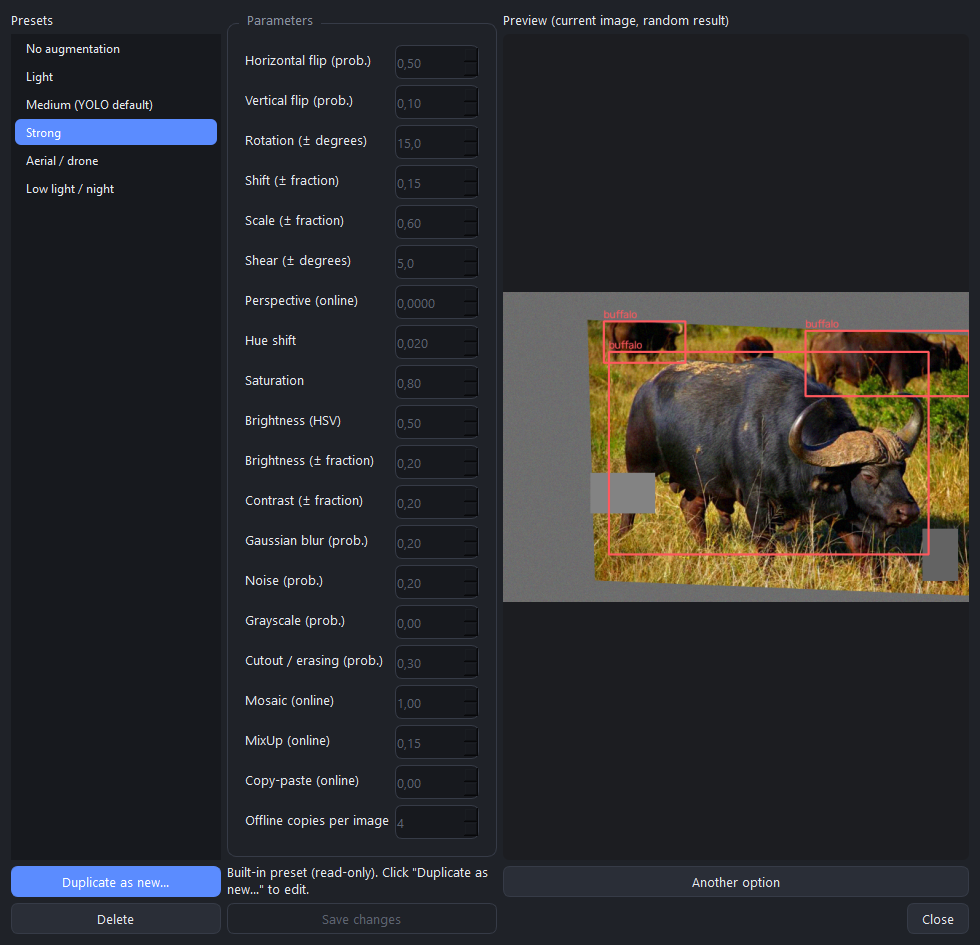 Presets
No augmentation
Light
Medium (YOLO default)
Strong
Aerial / drone
Low light / night
Duplicate as new...
Delete
Parameters
Horizontal flip (prob.) 0,50
Vertical flip (prob.) 0,10
Rotation (± degrees) 15,0
Shift (± fraction) 0,15
Scale (± fraction) 0,60
Shear (± degrees) 5,0
Perspective (online) 0,0000
Hue shift 0,020
Saturation 0,80
Brightness (HSV) 0,50
Brightness (± fraction) 0,20
Contrast (± fraction) 0,20
Gaussian blur (prob.) 0,20
Noise (prob.) 0,20
Grayscale (prob.) 0,00
Cutout / erasing (prob.) 0,30
Mosaic (online) 1,00
MixUp (online) 0,15
Copy-paste (online) 0,00
Offline copies per image 4
Built-in preset (read-only). Click "Duplicate as
new..." to edit.
Save changes
Preview (current image, random result)
buffalo
buffalo
buffalo
Another option
Close